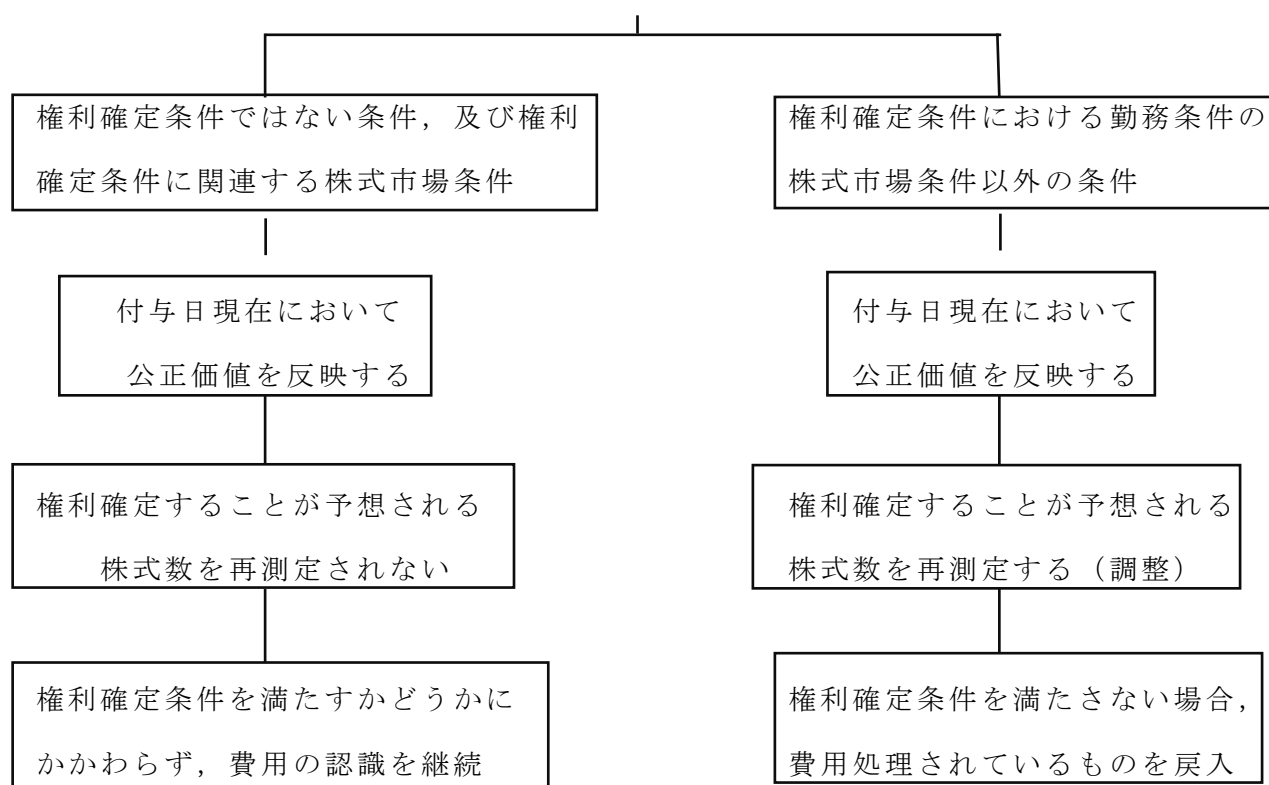 権利確定条件ではない条件，及び権利
確定条件に関連する株式市場条件
付与日現在において
公正価値を反映する
権利確定することが予想される
株式数を再測定されない
権利確定条件を満たすかどうかに
かかわらず，費用の認識を継続
権利確定条件における勤務条件の
株式市場条件以外の条件
付与日現在において
公正価値を反映する
権利確定することが予想される
株式数を再測定する（調整）
権利確定条件を満たさない場合，
費用処理されているものを戻入